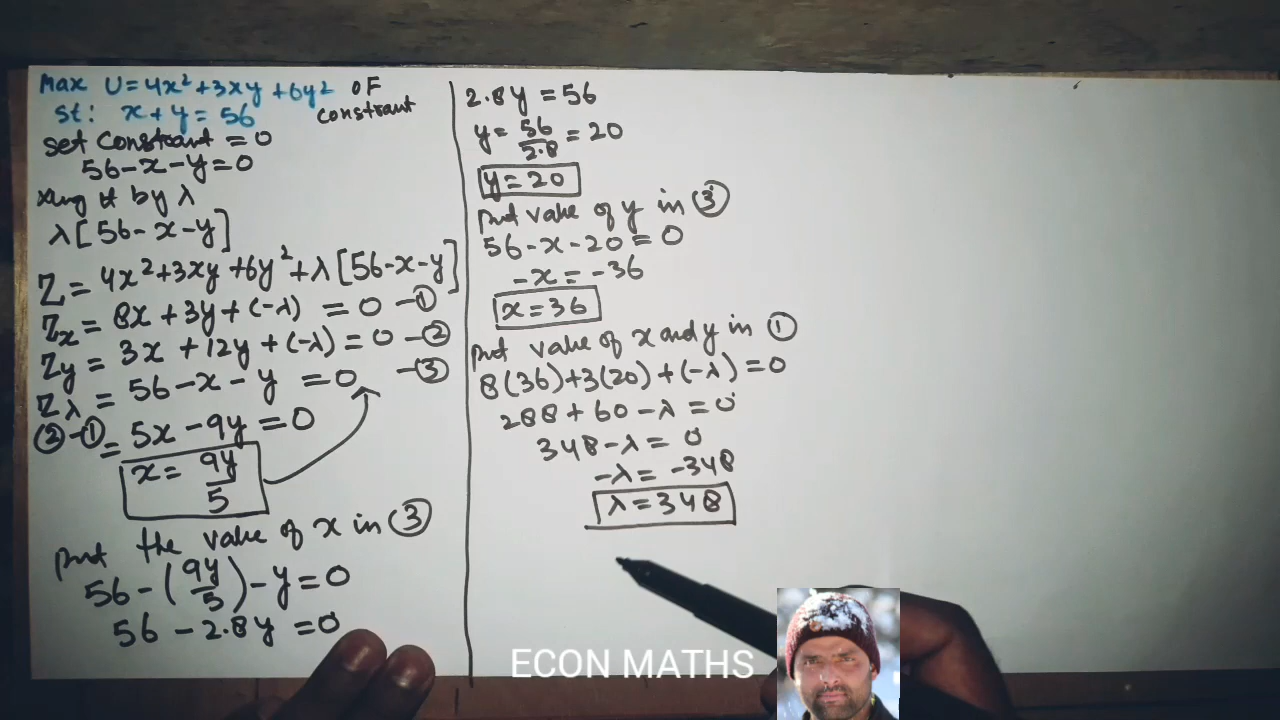 Max U = 4x² + 3xy + 6y² OF
st: x + y = 56 constrant
set Constrant = 0
56 - x - y = 0
xing it by λ
λ[56 - x - y]
Z = 4x² + 3xy + 6y² + λ[56 - x - y]
Zx = 8x + 3y + (-λ) = 0 - ①
Zy = 3x + 12y + (-λ) = 0 - ②
Zλ = 56 - x - y = 0 - ③
② - ① = 5x - 9y = 0
x = 9y/5
put the value of x in ③
56 - (9y/5) - y = 0
56 - 2.8y = 0
2.8y = 56
y = 56/2.8 = 20
y = 20
put value of y in ③
56 - x - 20 = 0
-x = -36
x = 36
put value of x and y in ①
8(36) + 3(20) + (-λ) = 0
288 + 60 - λ = 0
348 - λ = 0
-λ = -348
λ = 348
ECON MATHS